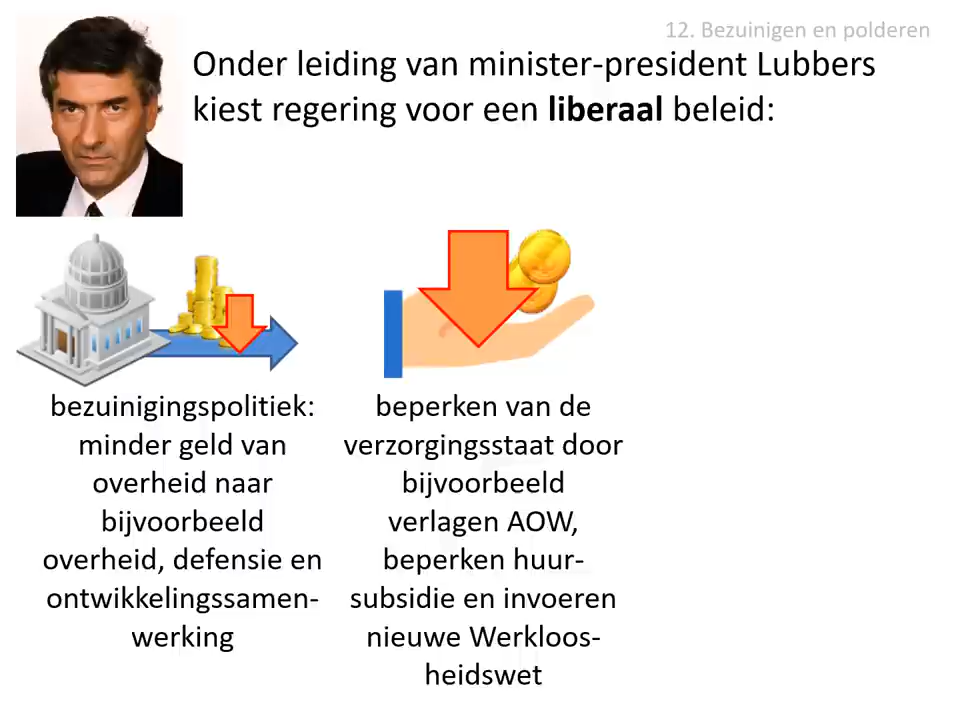 12. Bezuinigen en polderen
Onder leiding van minister-president Lubbers
kiest regering voor een liberaal beleid:
bezuinigingspolitiek:
minder geld van
overheid naar
bijvoorbeeld
overheid, defensie en
ontwikkelingssamen-
werking
beperken van de
verzorgingsstaat door
bijvoorbeeld
verlagen AOW,
beperken huur-
subsidie en invoeren
nieuwe Werkloos-
heidswet